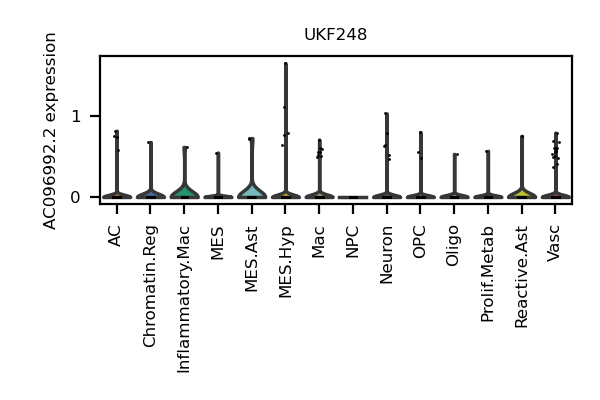 UKF248
AC096992.2 expression
1
0
AC
Chromatin.Reg
Inflammatory.Mac
MES
MES.Ast
MES.Hyp
Mac
NPC
Neuron
OPC
Oligo
Prolif.Metab
Reactive.Ast
Vasc